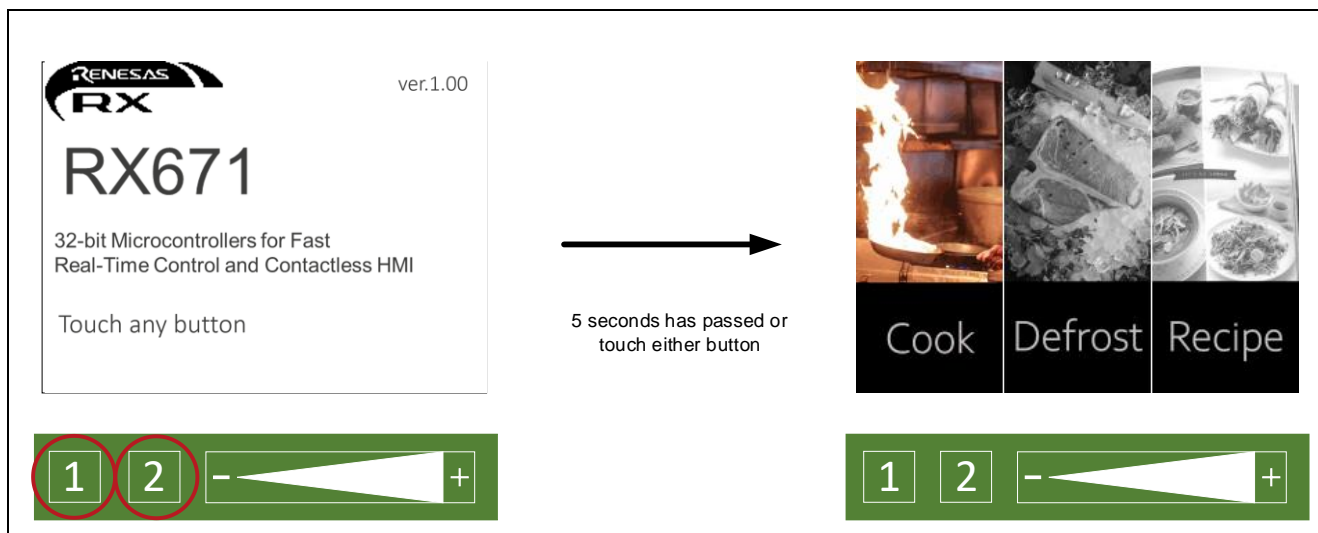 RENESAS
RX
ver.1.00
RX671
32-bit Microcontrollers for Fast
Real-Time Control and Contactless HMI
Touch any button
5 seconds has passed or
touch either button
Cook
Defrost
Recipe
1 2 - +
1 2 - +